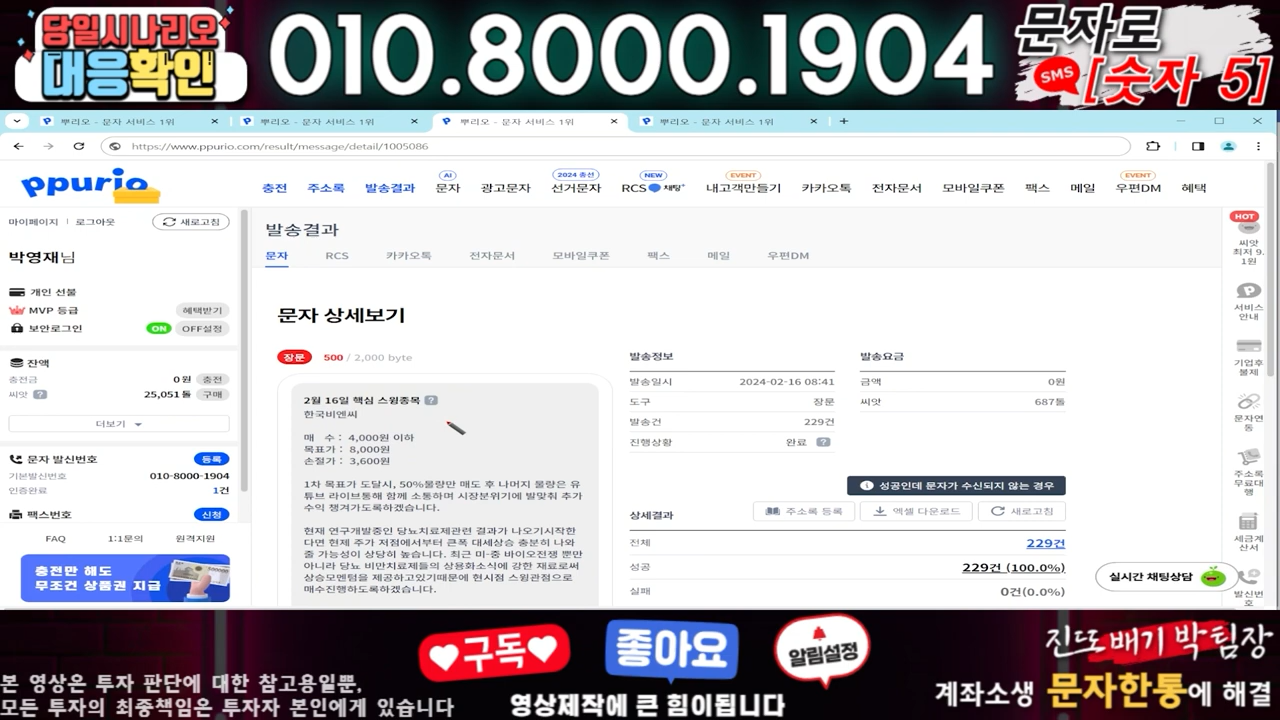 당일시나리오
대응확인
010.8000.1904
문자로
SMS [숫자 5]
뿌리오 - 문자 서비스 1위
뿌리오 - 문자 서비스 1위
뿌리오 - 문자 서비스 1위
뿌리오 - 문자 서비스 1위
https://www.ppurio.com/result/message/detail/1005086
ppurio
AI 2024 총선 NEW EVENT EVENT
충전 주소록 발송결과 문자 광고문자 선거문자 RCS 채팅+ 내고객만들기 카카오톡 전자문서 모바일쿠폰 팩스 메일 우편DM 혜택
마이페이지 | 로그아웃 새로고침
박영재님
개인 선불
MVP 등급 혜택받기
보안로그인 ON OFF설정
잔액
충전금 0원 충전
씨앗 ? 25,051톨 구매
더보기
문자 발신번호 등록
기본발신번호 010-8000-1904
인증완료 1건
팩스번호 신청
FAQ 1:1문의 원격지원
충전만 해도
무조건 상품권 지급
발송결과
문자 RCS 카카오톡 전자문서 모바일쿠폰 팩스 메일 우편DM
문자 상세보기
장문 500 / 2,000 byte
2월 16일 핵심 스윙종목 ?
한국비엔씨
매 수 : 4,000원 이하
목표가 : 8,000원
손절가 : 3,600원
1차 목표가 도달시, 50%물량만 매도 후 나머지 물량은 유
튜브 라이브통해 함께 소통하며 시장분위기에 발맞춰 추가
수익 챙겨가도록하겠습니다.
현재 연구개발중인 당뇨치료제관련 결과가 나오기시작한
다면 현재 주가 저점에서부터 큰폭 대세상승 충분히 나와
줄 가능성이 상당히 높습니다. 최근 미·중 바이오전쟁 뿐만
아니라 당뇨 비만치료제들의 상용화소식에 강한 재료로써
상승모멘텀을 제공하고있기때문에 현시점 스윙관점으로
매수진행하도록하겠습니다.
발송정보
발송일시 2024-02-16 08:41
도구 장문
발송건 229건
진행상황 완료 ?
발송요금
금액 0원
씨앗 687톨
성공인데 문자가 수신되지 않는 경우
상세결과 주소록 등록 엑셀 다운로드 새로고침
전체 229건
성공 229건 (100.0%)
실패 0건(0.0%)
실시간 채팅상담
HOT
씨앗
최저 9.
1원
서비스
안내
기업후
불제
문자연
동
주소록
무료대
행
세금계
산서
발신번
호
본 영상은 투자 판단에 대한 참고용일뿐,
모든 투자의 최종책임은 투자자 본인에게 있습니다
구독
좋아요
알림설정
영상제작에 큰 힘이됩니다
진또배기 박팀장
계좌소생 문자한통에 해결